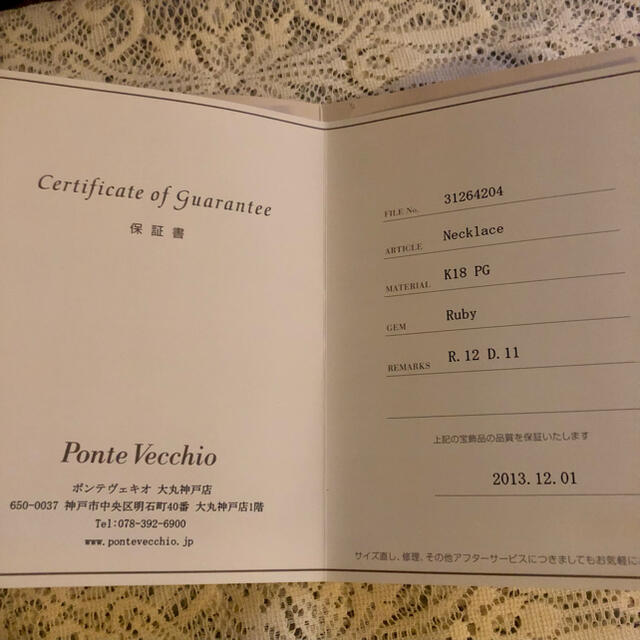 Certificate of Guarantee
保証書
Ponte Vecchio
ポンテヴェキオ 大丸神戸店
650-0037 神戸市中央区明石町40番 大丸神戸店1階
Tel:078-392-6900
www.pontevecchio.jp
FILE No. 31264204
ARTICLE Necklace
MATERIAL K18 PG
GEM Ruby
REMARKS R.12 D.11
上記の宝飾品の品質を保証いたします
2013.12.01
サイズ直し、修理、その他アフターサービスにつきましてもお気軽に